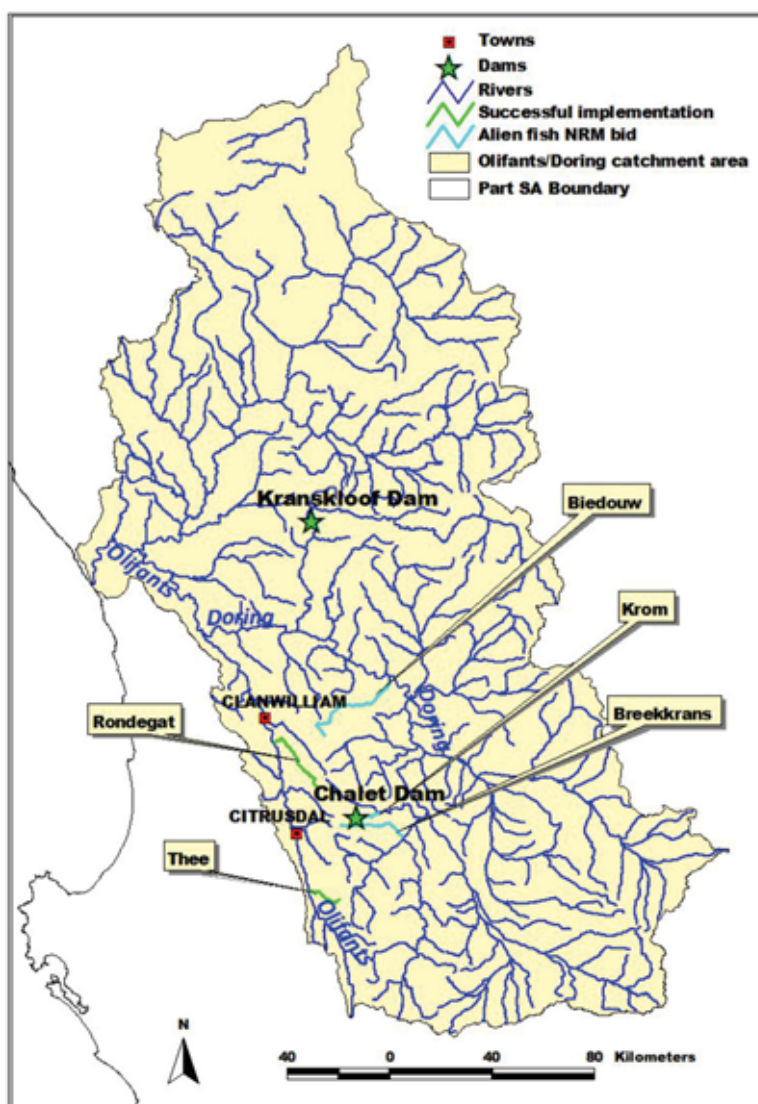 Towns
Dams
Rivers
Successful implementation
Alien fish NRM bid
Olifants/Doring catchment area
Part SA Boundary
Kranskloof Dam
Biedouw
Olifants
Doring
Krom
CLANWILLIAM
Doring
Breekkrans
Rondegat
Chalet Dam
CITRUSDAL
Thee
Olifants
N
40 0 40 80 Kilometers